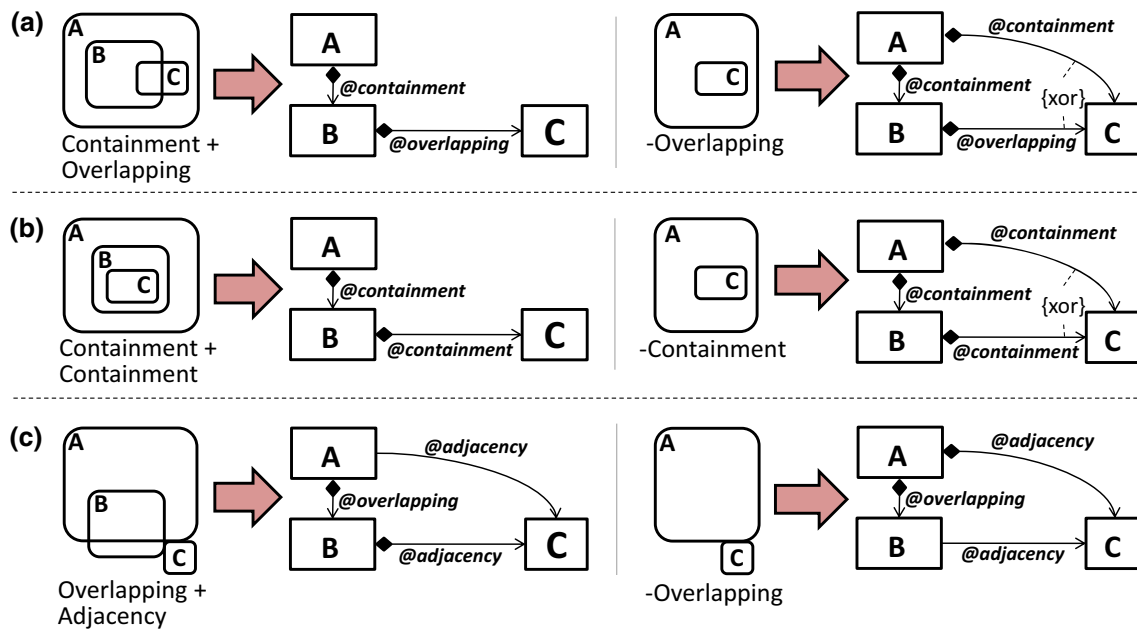 (a)
A
B
C
Containment +
Overlapping
A
@containment
B
@overlapping
C
A
C
-Overlapping
A
@containment
@containment
{xor}
B
@overlapping
C
(b)
A
B
C
Containment +
Containment
A
@containment
B
@containment
C
A
C
-Containment
A
@containment
@containment
{xor}
B
@containment
C
(c)
A
B
C
Overlapping +
Adjacency
A
@adjacency
@overlapping
B
@adjacency
C
A
C
-Overlapping
A
@adjacency
@overlapping
B
@adjacency
C